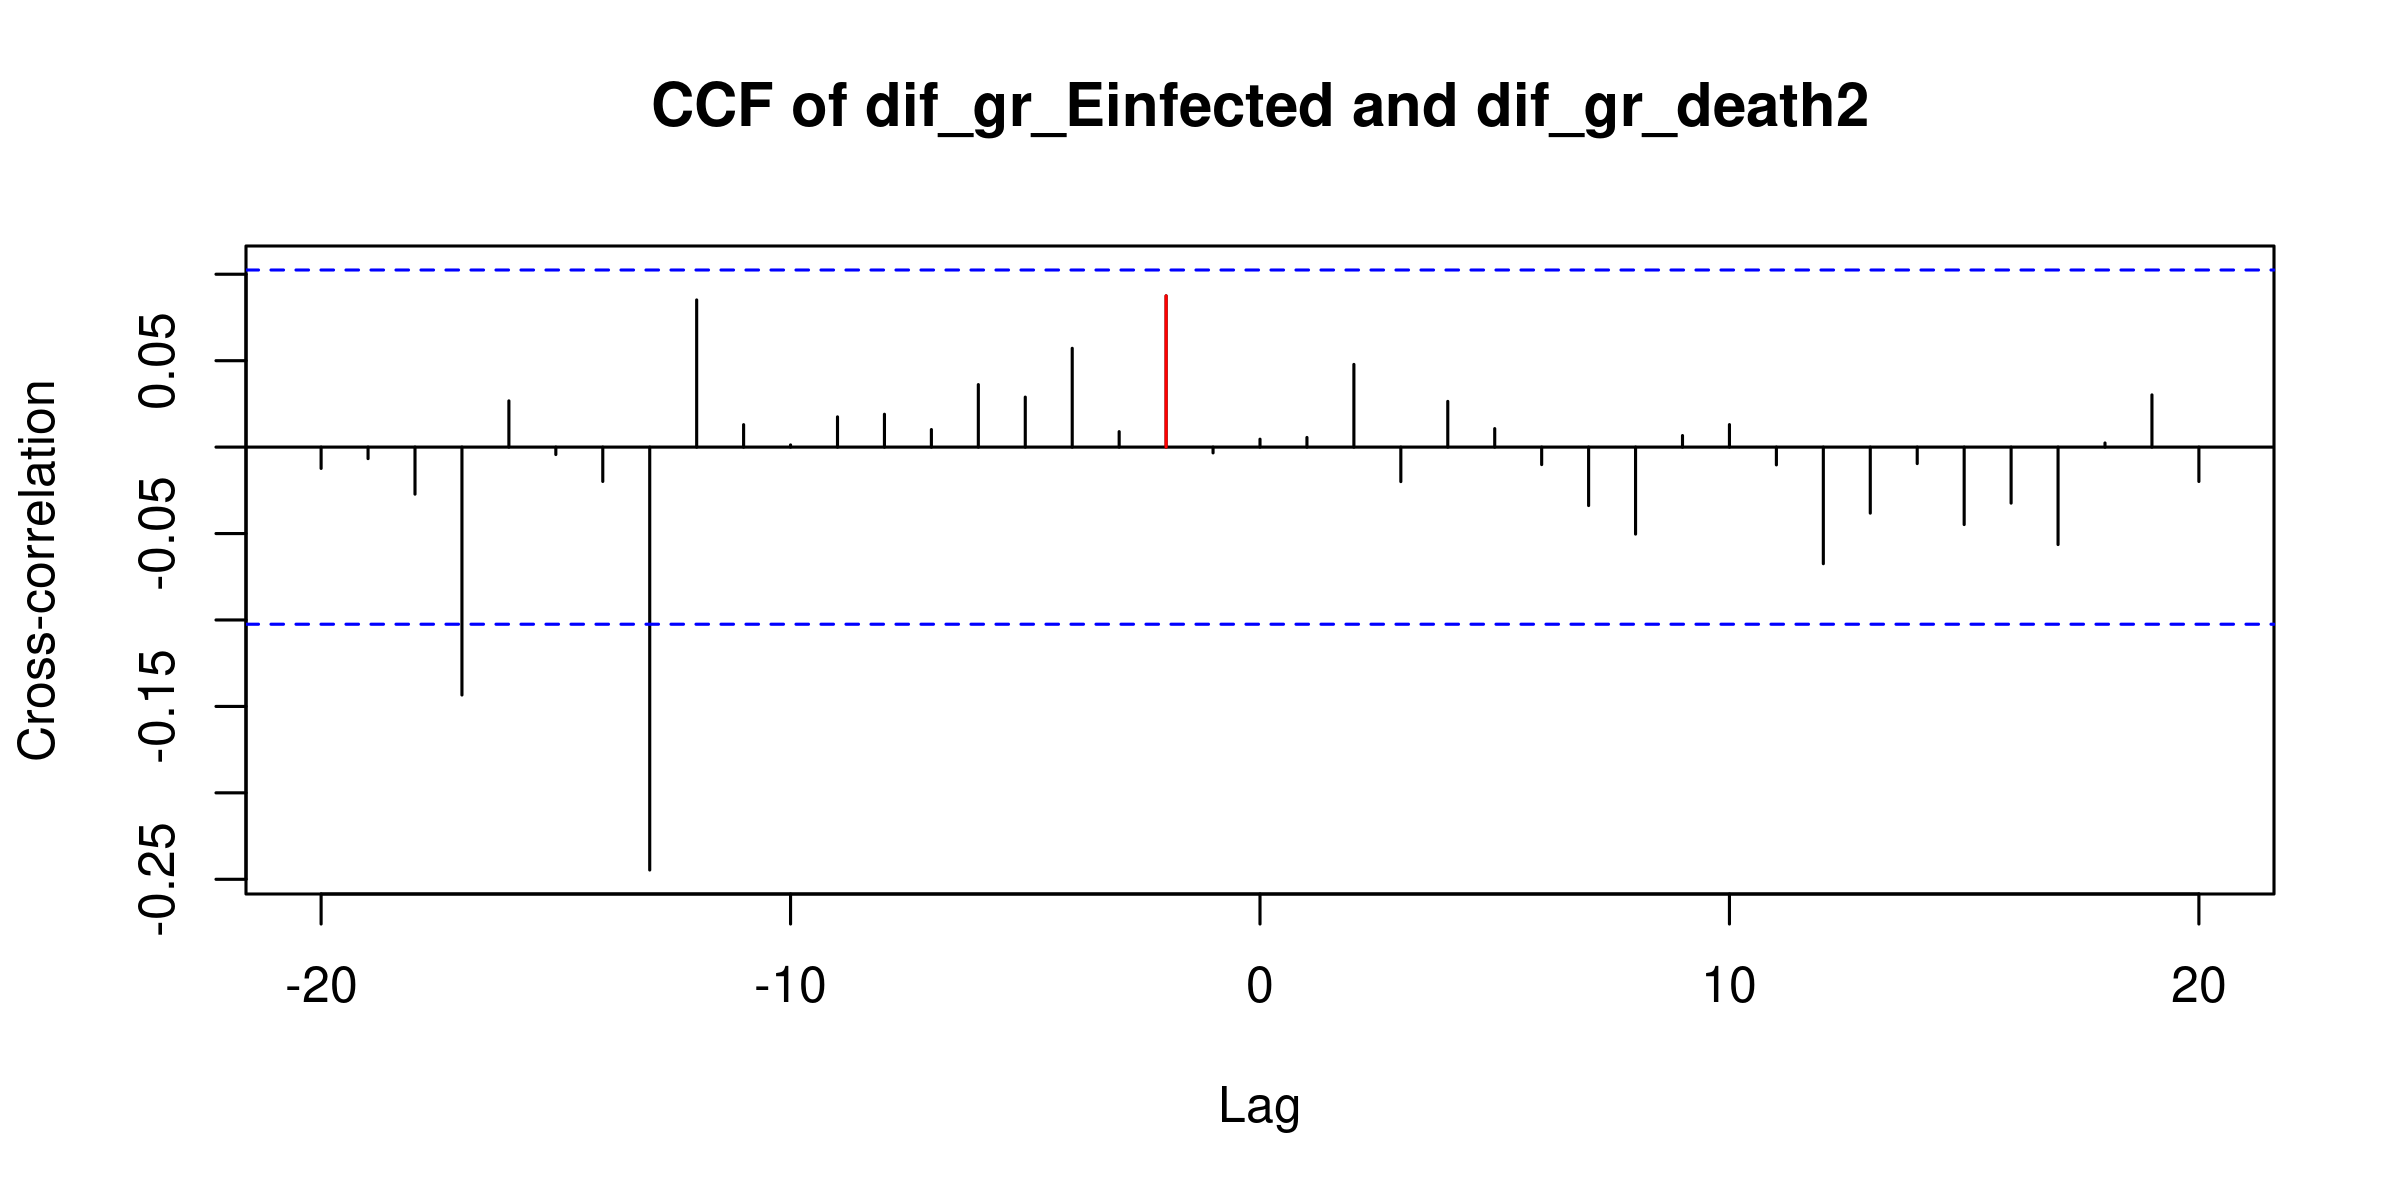 CCF of dif_gr_Einfected and dif_gr_death2
Cross-correlation
0.05
-0.05
-0.15
-0.25
-20 -10 0 10 20
Lag